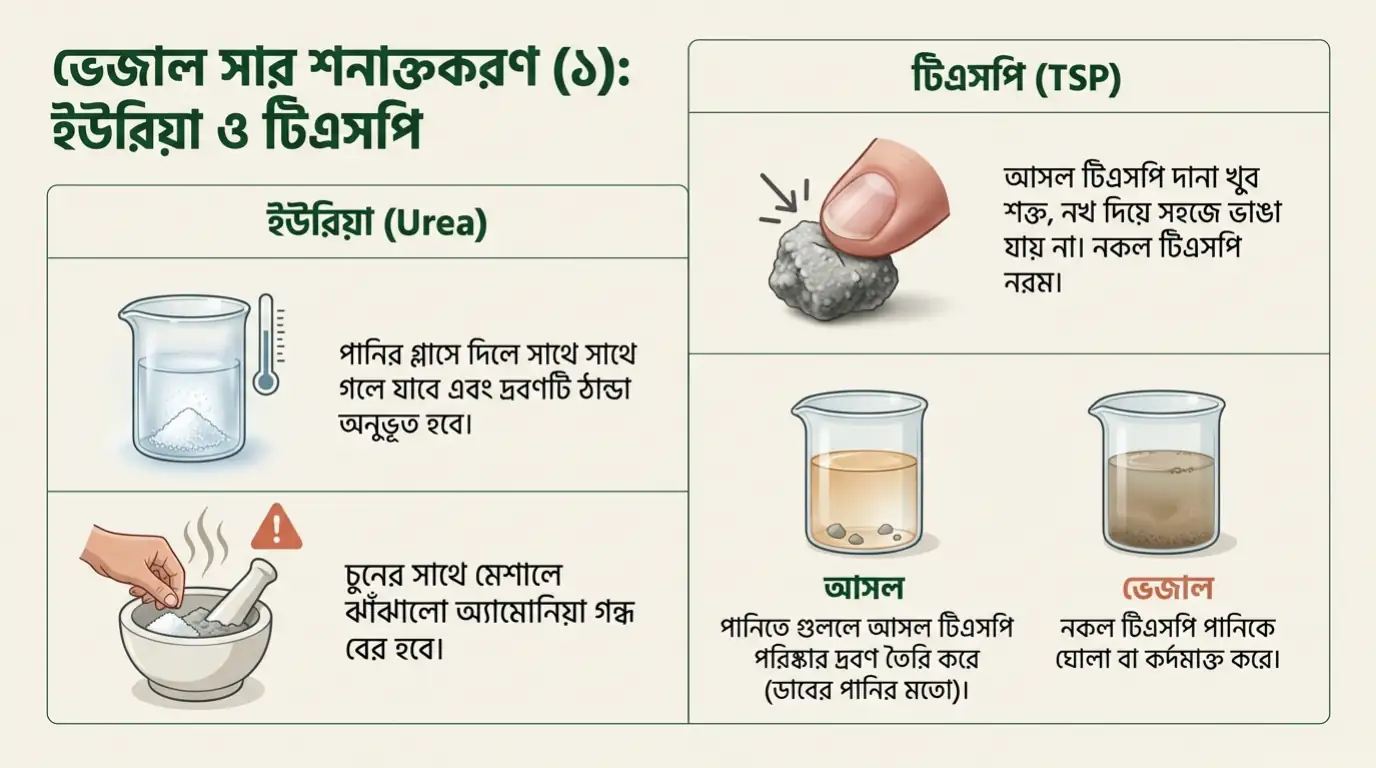 ভেজাল সার শনাক্তকরণ (১):
ইউরিয়া ও টিএসপি
ইউরিয়া (Urea)
পানির গ্লাসে দিলে সাথে সাথে
গলে যাবে এবং দ্রবণটি ঠান্ডা
অনুভূত হবে।
চুনের সাথে মেশালে
ঝাঁঝালো অ্যামোনিয়া গন্ধ
বের হবে।
টিএসপি (TSP)
আসল টিএসপি দানা খুব
শক্ত, নখ দিয়ে সহজে ভাঙা
যায় না। নকল টিএসপি
নরম।
আসল
পানিতে গুললে আসল টিএসপি
পরিষ্কার দ্রবণ তৈরি করে
(ডাবের পানির মতো)।
ভেজাল
নকল টিএসপি পানিকে
ঘোলা বা কর্দমাক্ত করে।